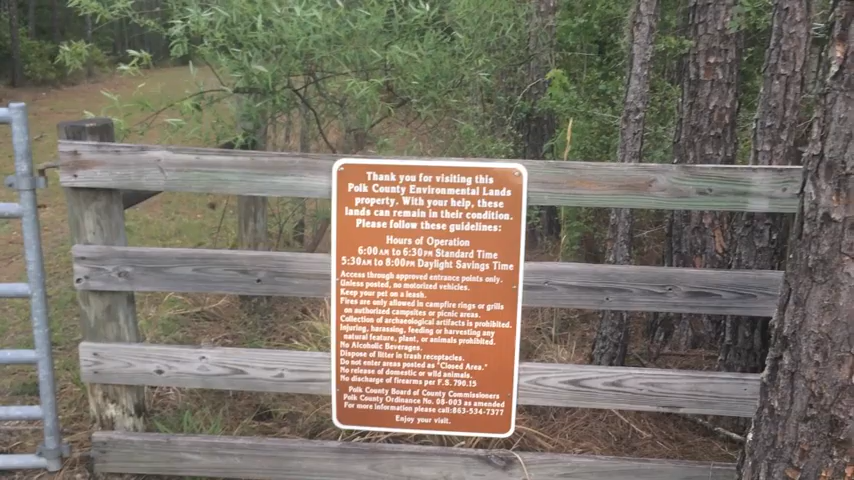 Thank you for visiting this
Polk County Environmental Lands
property. With your help, these
lands can remain in their condition.
Please follow these guidelines:
Hours of Operation
6:00AM to 6:30PM Standard Time
5:30AM to 8:00PM Daylight Savings Time
Access through approved entrance points only.
Unless posted, no motorized vehicles.
Keep your pet on a leash.
Fires are only allowed in campfire rings or grills
on authorized campsites or picnic areas.
Collection of archaeological artifacts is prohibited.
Injuring, harassing, feeding or harvesting any
natural feature, plant, or animals prohibited.
No Alcoholic Beverages.
Dispose of litter in trash receptacles.
Do not enter areas posted as "Closed Area."
No release of domestic or wild animals.
No discharge of firearms per F.S. 790.15
Polk County Board of County Commissioners
Polk County Ordinance No. 08-003 as amended
For more information please call:863-534-7377
Enjoy your visit.